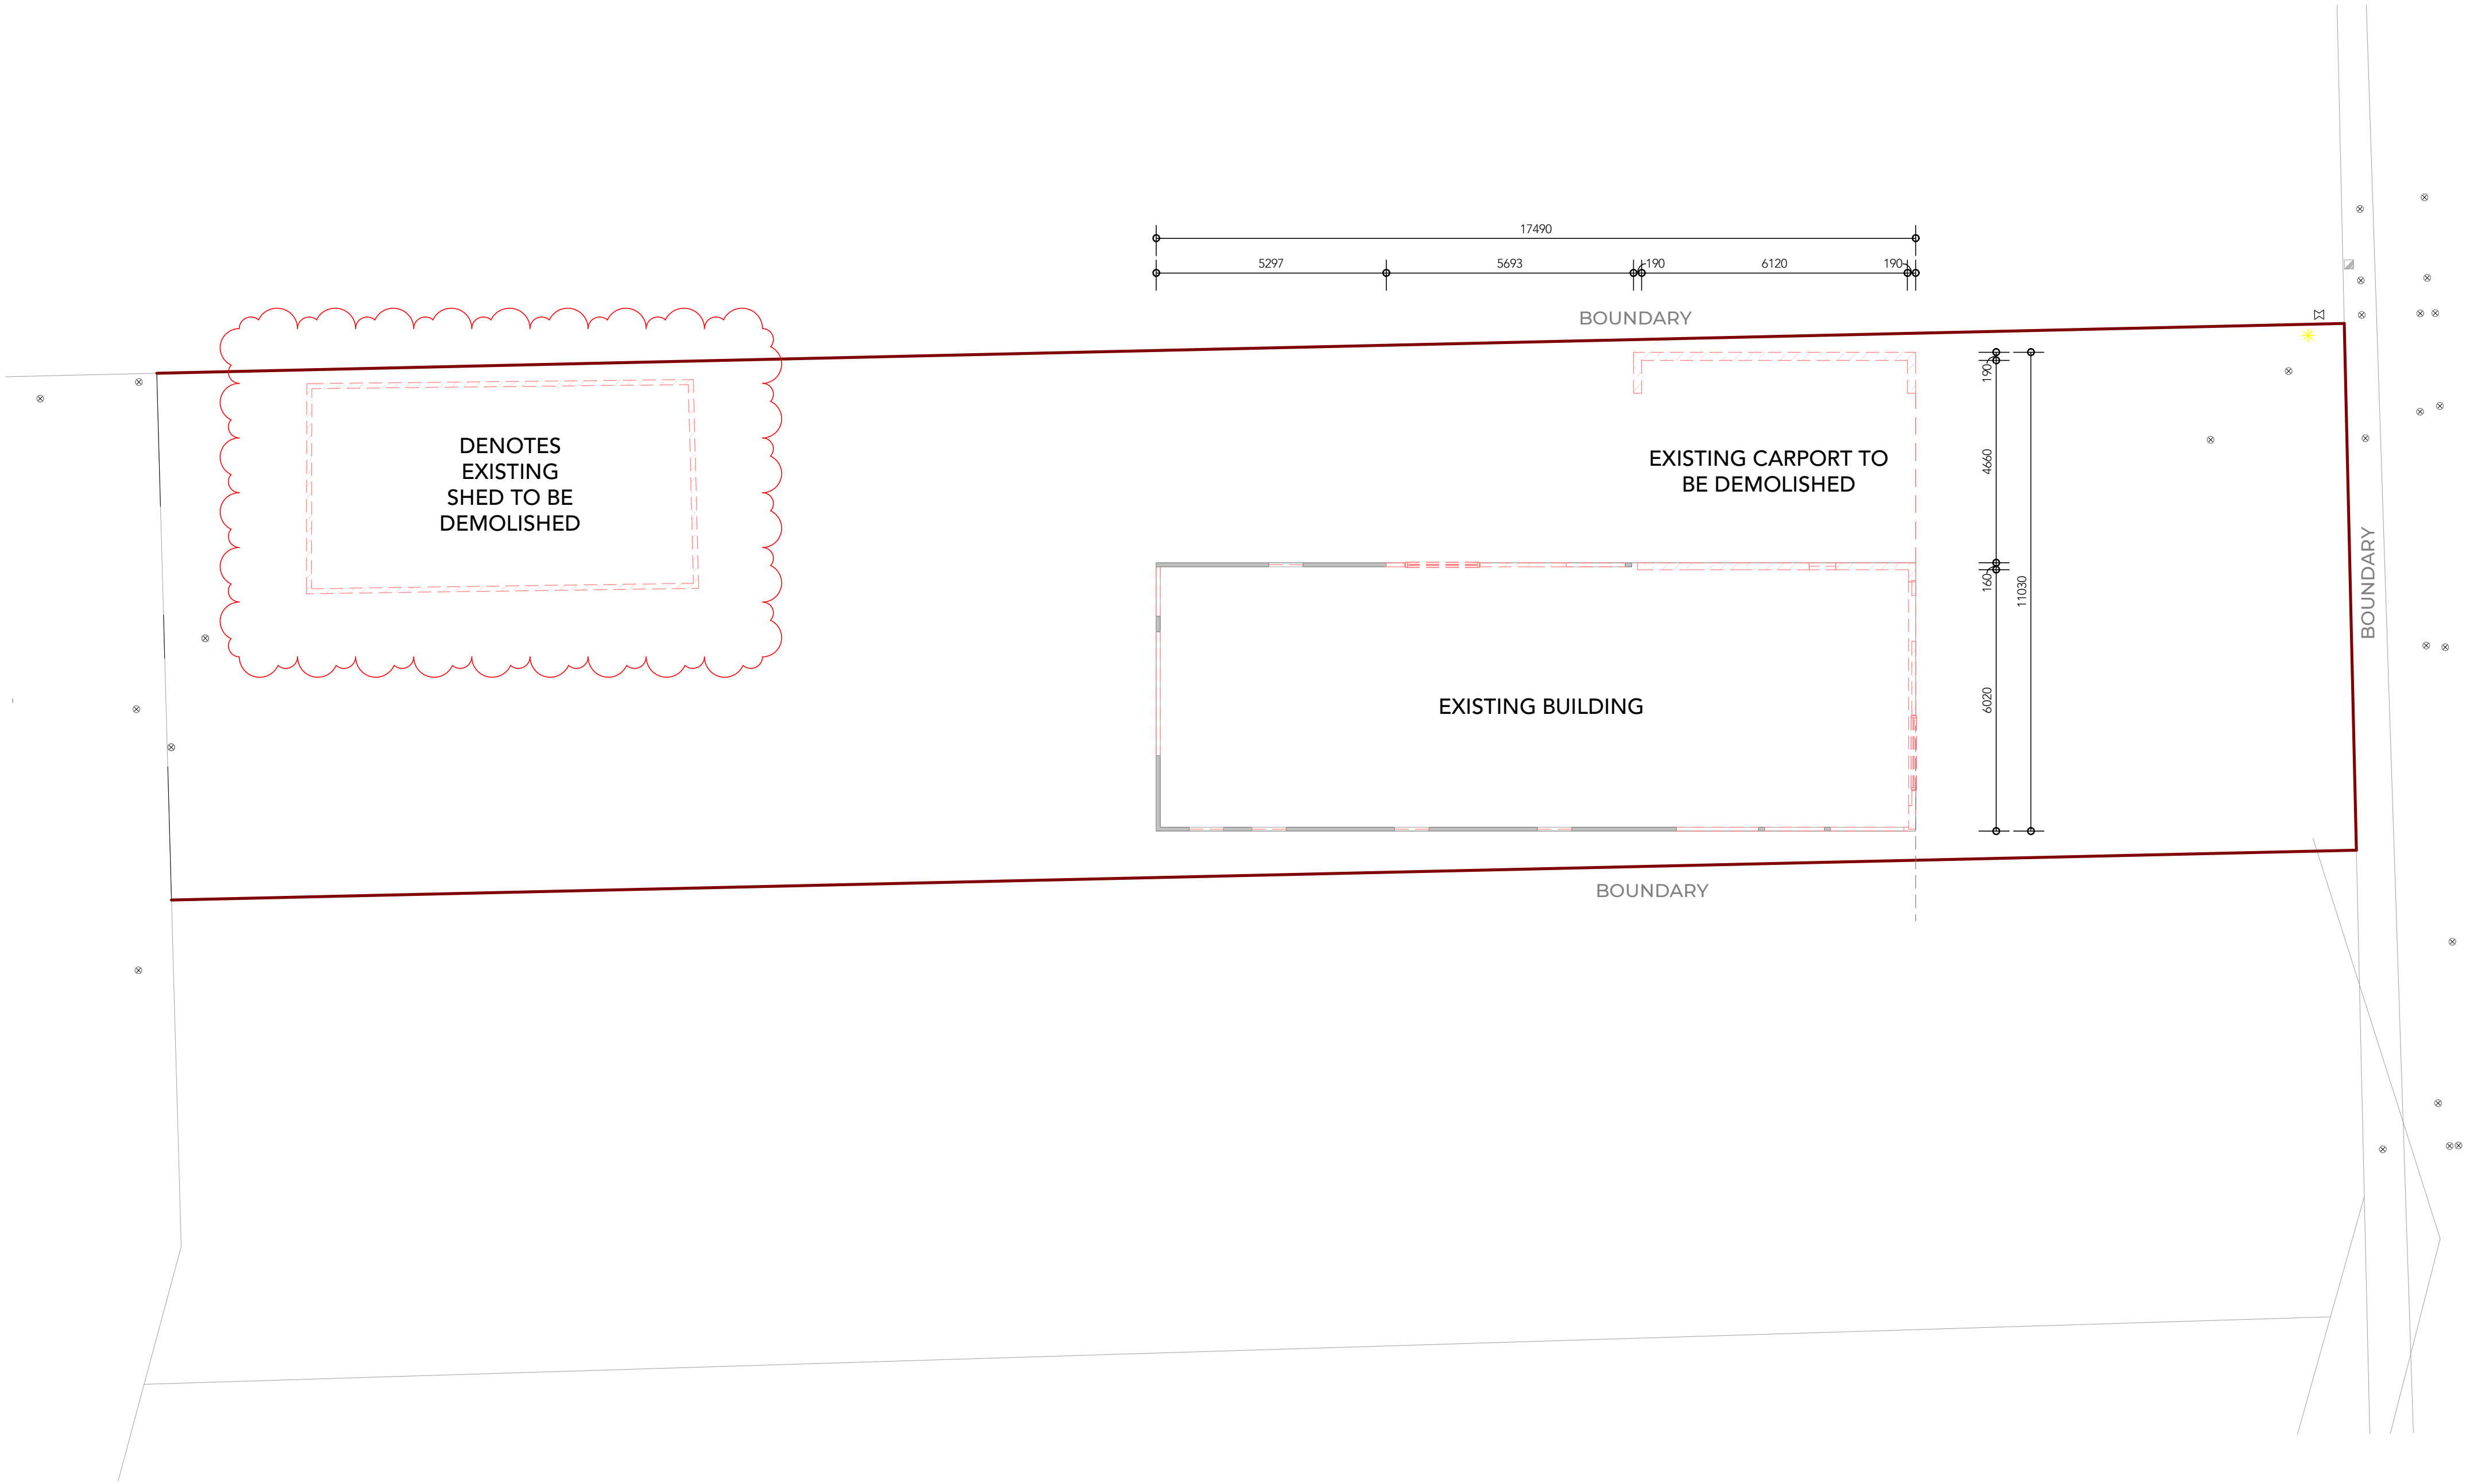 17490
5297
5693
190
6120
190
BOUNDARY
190
DENOTES
EXISTING
SHED TO BE
DEMOLISHED
EXISTING CARPORT TO
BE DEMOLISHED
4660
160
11030
BOUNDARY
6020
EXISTING BUILDING
BOUNDARY